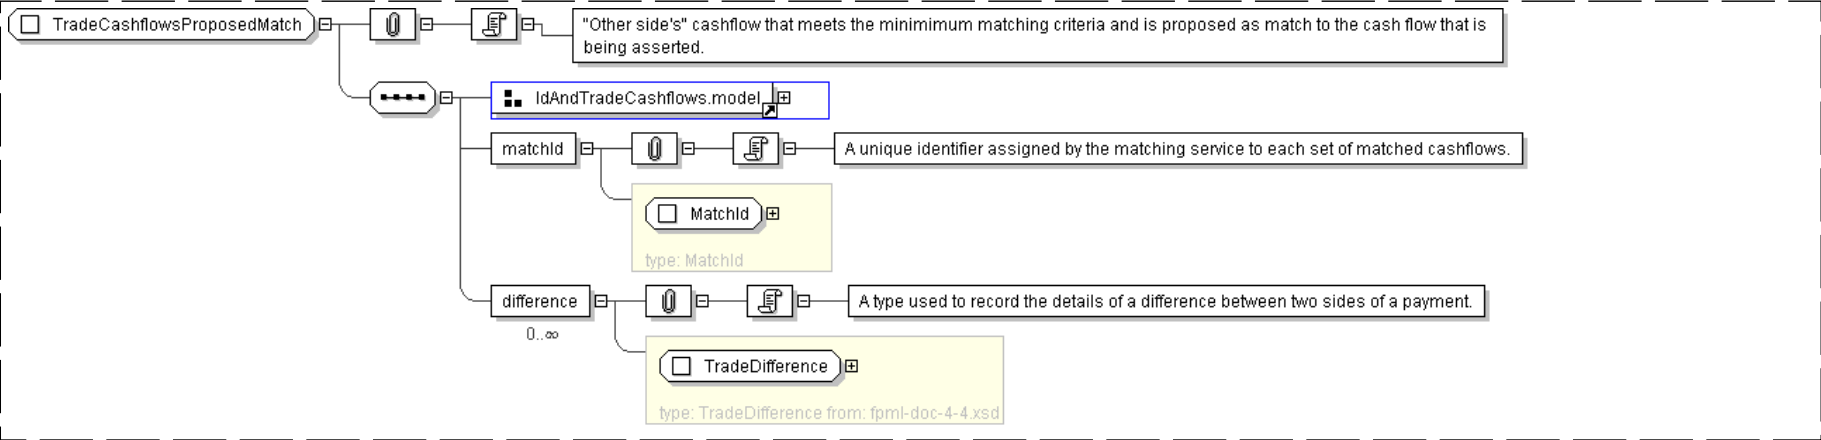 TradeCashflowsProposedMatch
"Other side's" cashflow that meets the minimimum matching criteria and is proposed as match to the cash flow that is
being asserted.
IdAndTradeCashflows.model
matchId
A unique identifier assigned by the matching service to each set of matched cashflows.
MatchId
type: MatchId
difference
A type used to record the details of a difference between two sides of a payment.
0..∞
TradeDifference
type: TradeDifference from: fpml-doc-4-4.xsd